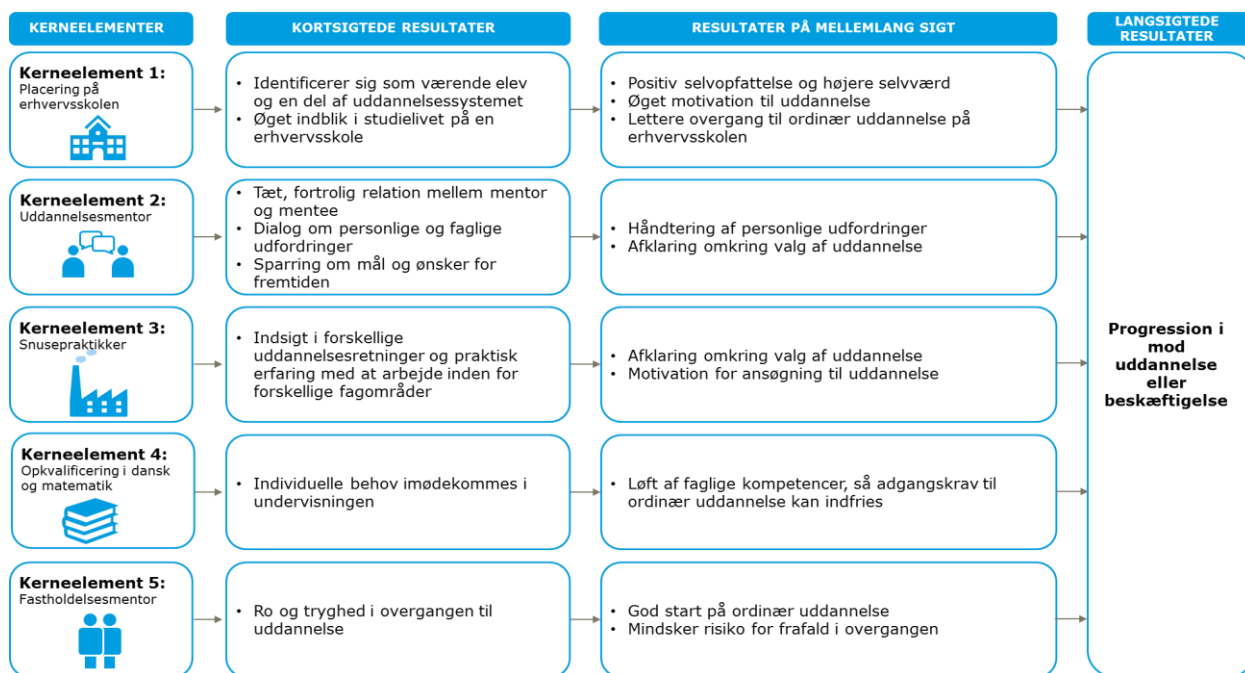 KERNEELEMENTER
KORTSIGTEDE RESULTATER
RESULTATER PÅ MELLEMLANG SIGT
LANGSIGTEDE
RESULTATER
Kerneelement 1:
Placering på
erhvervsskolen
• Identificerer sig som værende elev
og en del af uddannelsessystemet
• Øget indblik i studielivet på en
erhvervsskole
• Positiv selvopfattelse og højere selvværd
• Øget motivation til uddannelse
• Lettere overgang til ordinær uddannelse på
erhvervsskolen
Kerneelement 2:
Uddannelsesmentor
• Tæt, fortrolig relation mellem mentor
og mentee
• Dialog om personlige og faglige
udfordringer
• Sparring om mål og ønsker for
fremtiden
• Håndtering af personlige udfordringer
• Afklaring omkring valg af uddannelse
Kerneelement 3:
Snusepraktikker
• Indsigt i forskellige
uddannelsesretninger og praktisk
erfaring med at arbejde inden for
forskellige fagområder
• Afklaring omkring valg af uddannelse
• Motivation for ansøgning til uddannelse
Kerneelement 4:
Opkvalificering i dansk
og matematik
• Individuelle behov imødekommes i
undervisningen
• Løft af faglige kompetencer, så adgangskrav til
ordinær uddannelse kan indfries
Kerneelement 5:
Fastholdelsesmentor
• Ro og tryghed i overgangen til
uddannelse
• God start på ordinær uddannelse
• Mindsker risiko for frafald i overgangen
Progression i
mod
uddannelse
eller
beskæftigelse